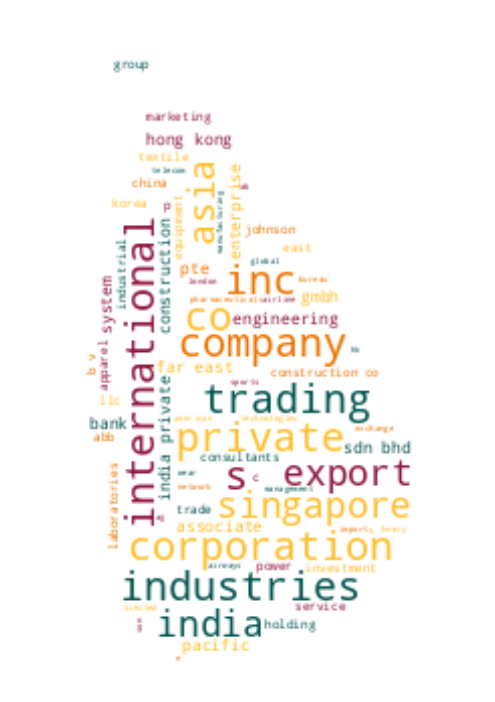 group
marketing
hong kong
textile
telecom
china
asia
enterprise
korea
p
equipment
manufacturing
johnson
east
international
industrial
construction
global
pte
london
inc
bureau
system
pharmaceutical
airline
gmbh
co
engineering
company
apparel
b v
far east
construction co
sports
llc
trading
bank
abb
india private
american
technologies
exchange
private
sdn bhd
consultants
wear
s
c
export
network
management
laboratories
singapore
trade
associate
import,
heavy
corporation
airways
power
investment
industries
limited
service
india
holding
pacific